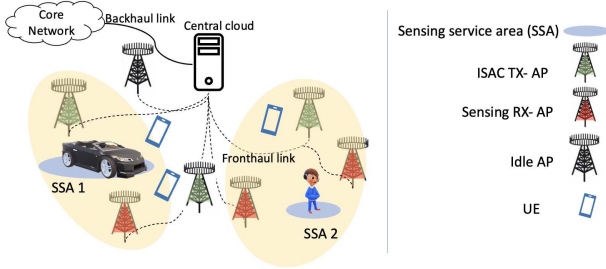 Core
Network
Backhaul link
Central cloud
SSA 1
Fronthaul link
SSA 2
Sensing service area (SSA)
ISAC TX- AP
Sensing RX- AP
Idle AP
UE